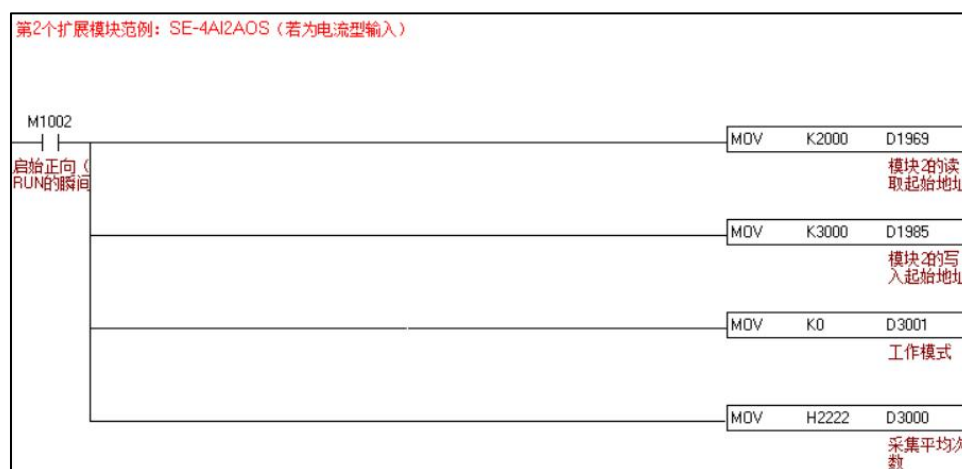 第2个扩展模块范例：SE-4AI2AOS（若为电流型输入）
M1002
启始正向（
RUN的瞬间
MOV K2000 D1969
模块2的读
取起始地址
MOV K3000 D1985
模块2的写
入起始地址
MOV K0 D3001
工作模式
MOV H2222 D3000
采集平均次
数